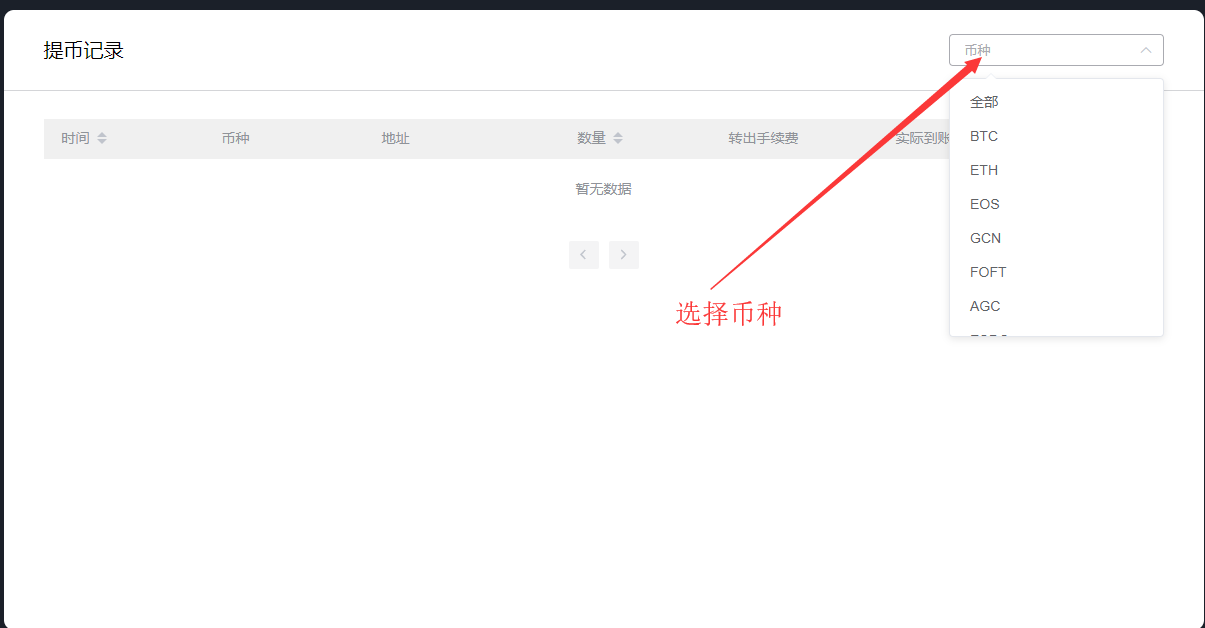 提币记录
币种
时间 币种 地址 数量 转出手续费 实际到账
暂无数据
全部
BTC
ETH
EOS
GCN
FOFT
AGC
选择币种